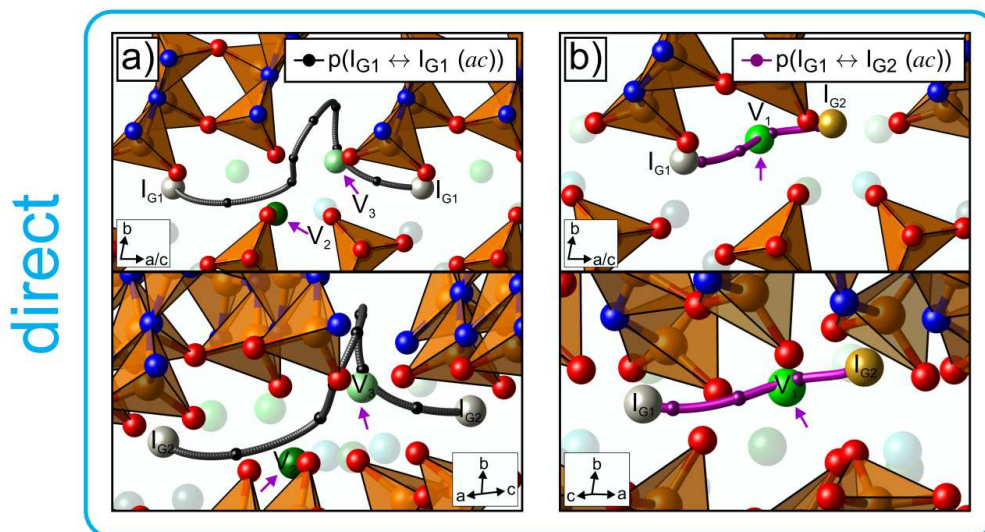 direct
a)
p(I_G1 ↔ I_G1 (ac))
I_G1
I_G1
V_3
V_2
b
a/c
I_G2
V_3
I_G2
V
b
a c
b)
p(I_G1 ↔ I_G2 (ac))
I_G2
V_1
I_G1
b
a/c
I_G2
V_1
I_G1
b
c a